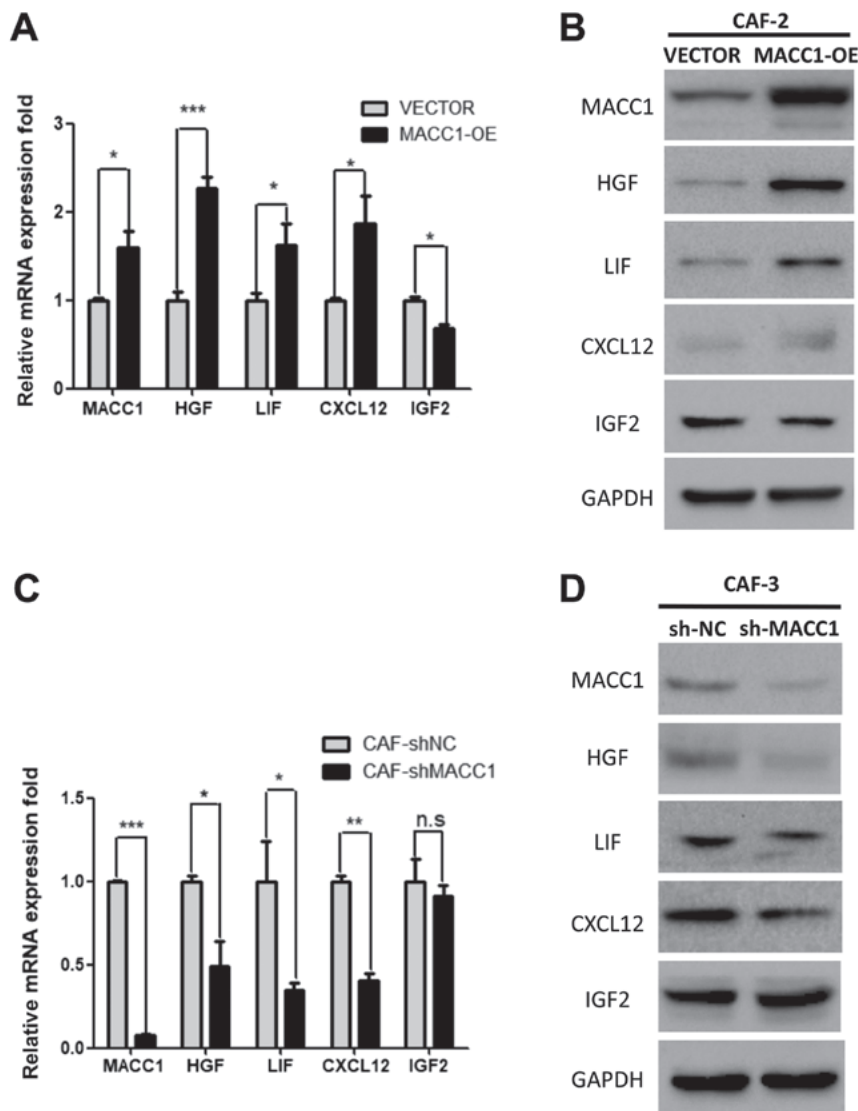 A
VECTOR
MACC1-OE
Relative mRNA expression fold
3
2
1
0
*
***
*
*
*
MACC1 HGF LIF CXCL12 IGF2
B
CAF-2
VECTOR MACC1-OE
MACC1
HGF
LIF
CXCL12
IGF2
GAPDH
C
CAF-shNC
CAF-shMACC1
Relative mRNA expression fold
1.5
1.0
0.5
0.0
***
*
*
**
n.s
MACC1 HGF LIF CXCL12 IGF2
D
CAF-3
sh-NC sh-MACC1
MACC1
HGF
LIF
CXCL12
IGF2
GAPDH